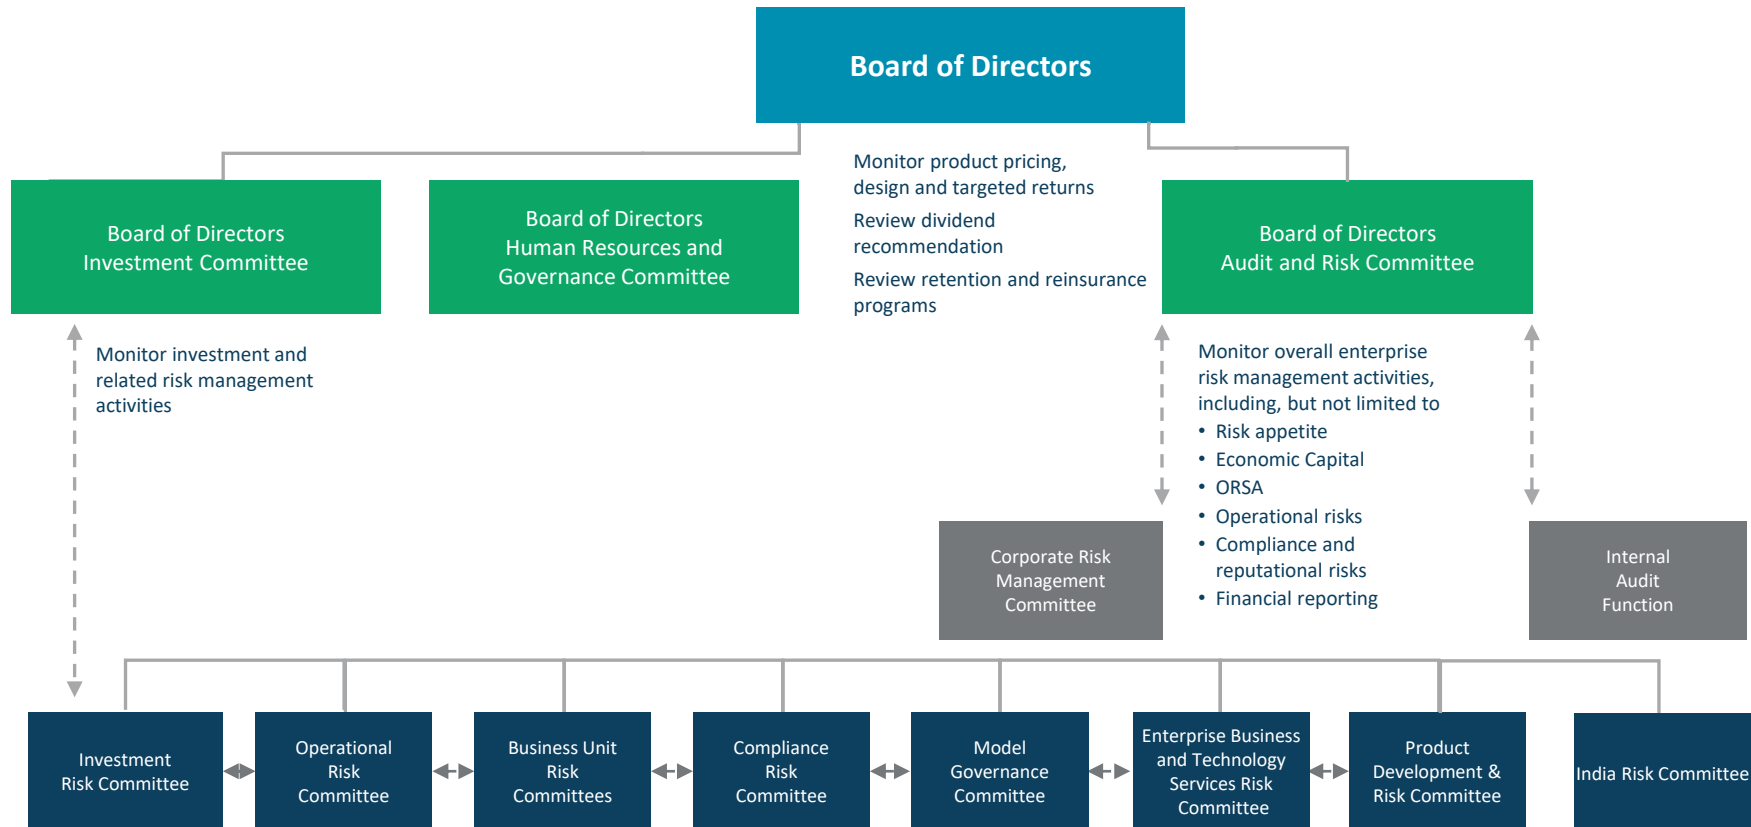 Board of Directors
Monitor product pricing,
design and targeted returns
Review dividend
recommendation
Review retention and reinsurance
programs
Board of Directors
Investment Committee
Board of Directors
Human Resources and
Governance Committee
Board of Directors
Audit and Risk Committee
Monitor investment and
related risk management
activities
Monitor overall enterprise
risk management activities,
including, but not limited to
• Risk appetite
• Economic Capital
• ORSA
• Operational risks
• Compliance and
reputational risks
• Financial reporting
Corporate Risk
Management
Committee
Internal
Audit
Function
Investment
Risk Committee
Operational
Risk
Committee
Business Unit
Risk
Committees
Compliance
Risk
Committee
Model
Governance
Committee
Enterprise Business
and Technology
Services Risk
Committee
Product
Development &
Risk Committee
India Risk Committee